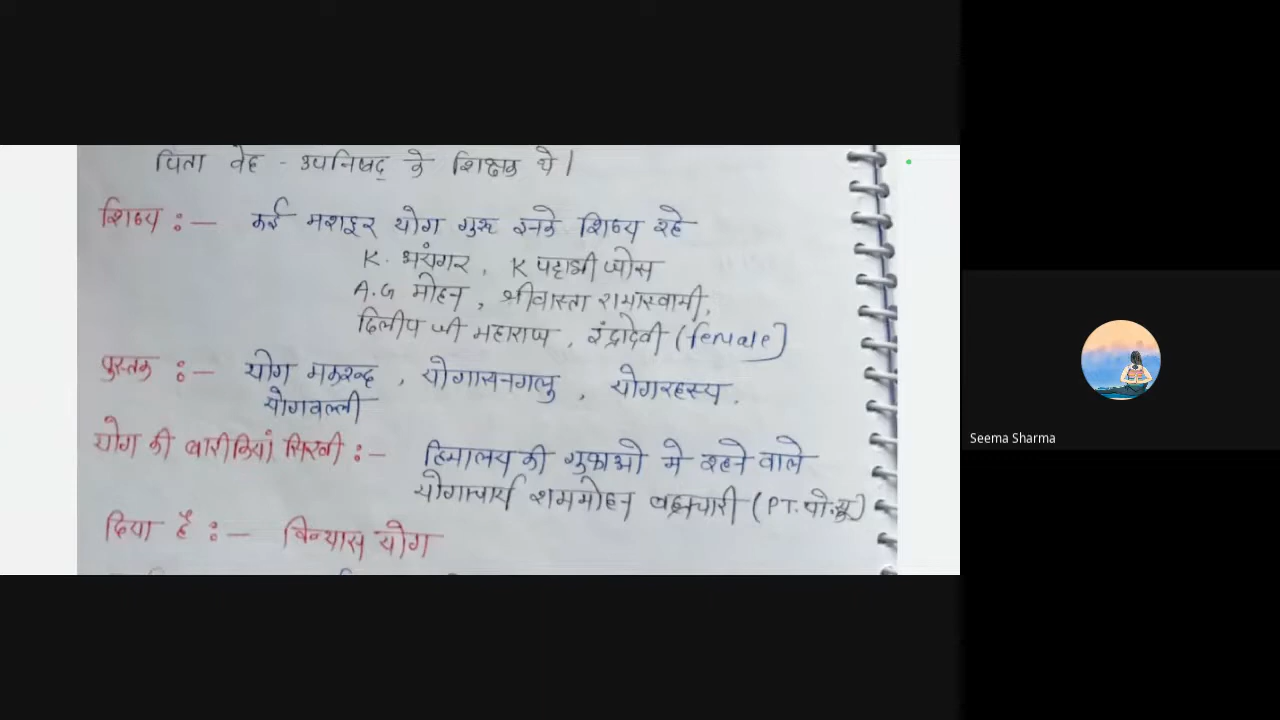 पिता वेद - उपनिषद् के शिक्षक थे |
शिष्य :- कई मशहूर योग गुरू इनके शिष्य रहे
K. अयंगर , K पट्टाभी जोस
A.G मोहन , श्रीवास्ता रामास्वामी,
दिलीप जी महाराज , इंद्रादेवी (female)
पुस्तक :- योग मकरन्द , योगासनगलु , योगरहस्य ,
योगवल्ली
योग की बारीकियां सिखी :- हिमालय की गुफाओ मे रहने वाले
योगाचार्य राममोहन ब्रह्मचारी (PT.
दिया है :- विन्यास योग
Seema Sharma